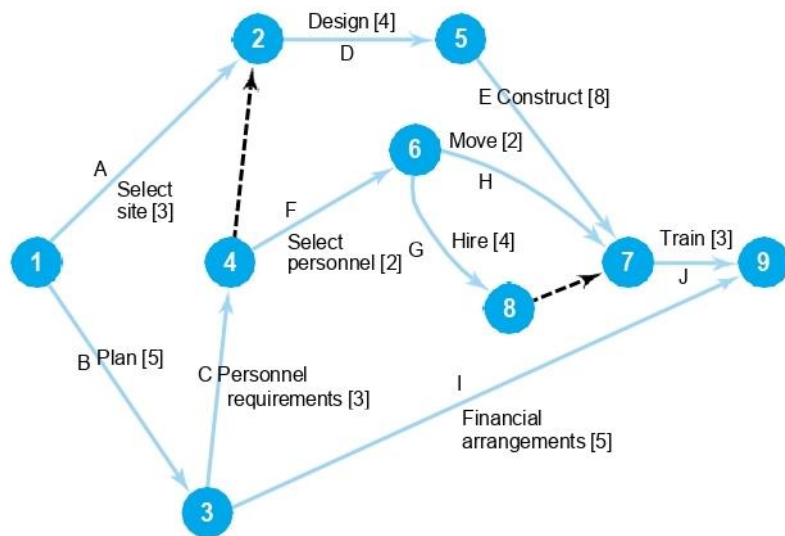 Design [4]
D
2
5
E Construct [8]
Move [2]
6
H
A
Select
site [3]
F
Select
personnel [2]
G
Hire [4]
Train [3]
J
1
4
7
9
8
B Plan [5]
C Personnel
requirements [3]
I
Financial
arrangements [5]
3